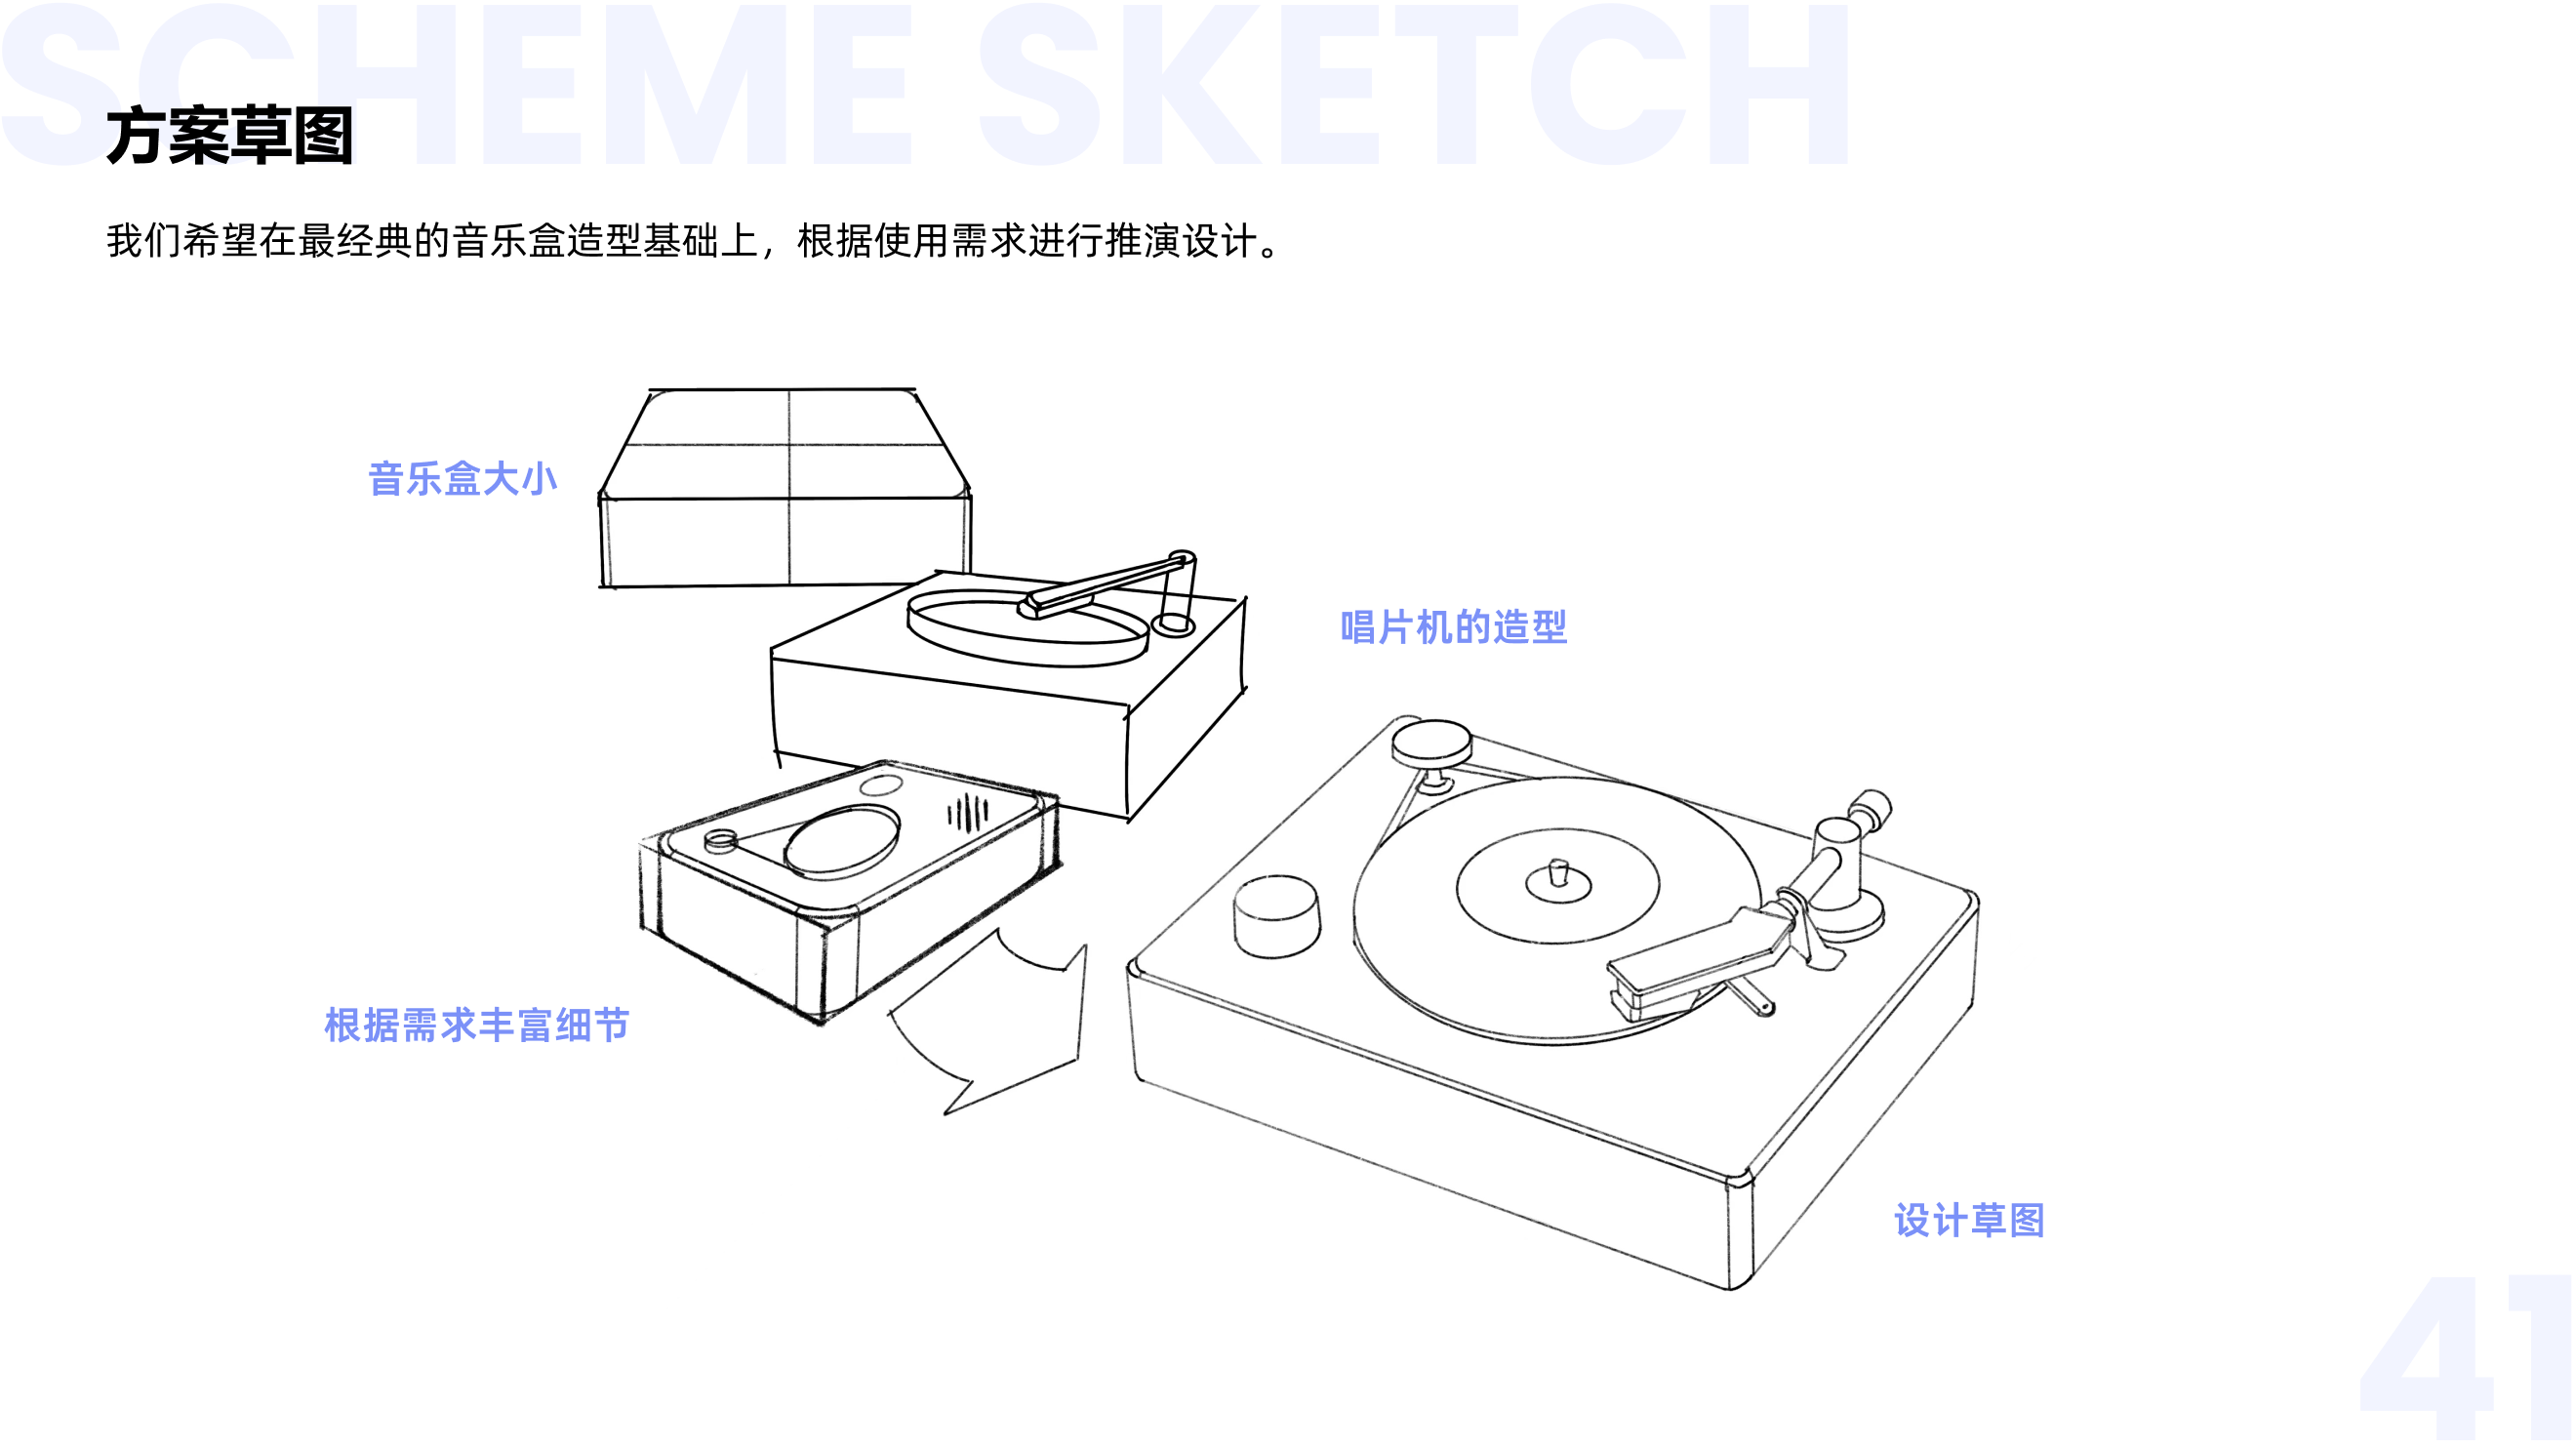 SCHEME SKETCH
方案草图
我们希望在最经典的音乐盒造型基础上，根据使用需求进行推演设计。
音乐盒大小
唱片机的造型
根据需求丰富细节
设计草图
41